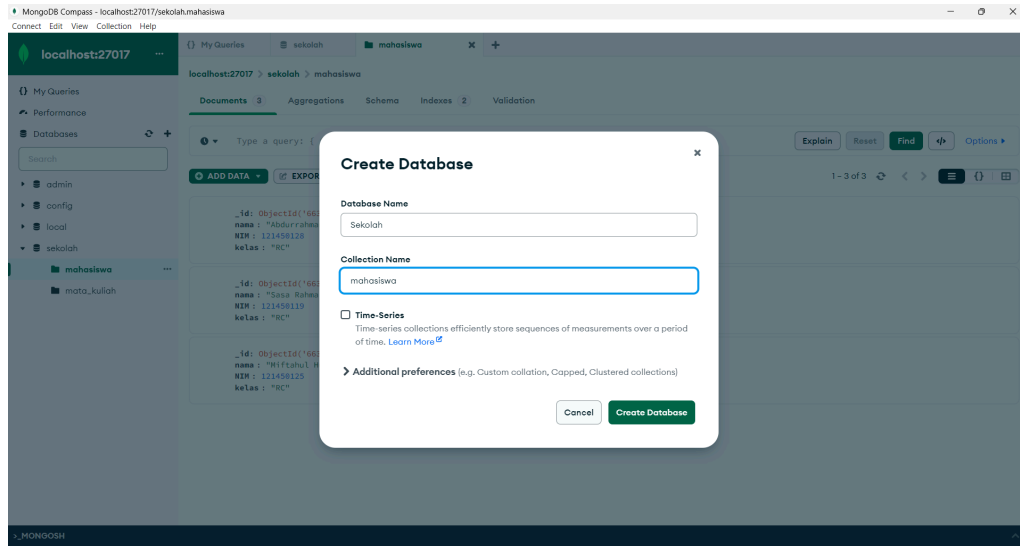 MongoDB Compass - localhost:27017/sekolah.mahasiswa
Connect Edit View Collection Help
localhost:27017 ...
{} My Queries
sekolah
mahasiswa
localhost:27017 > sekolah > mahasiswa
My Queries
Performance
Databases
Search
admin
config
local
sekolah
mahasiswa ...
mata_kuliah
Documents 3 Aggregations Schema Indexes 2 Validation
Type a query: {
Explain Reset Find </> Options
ADD DATA EXPOR
1 – 3 of 3
_id: ObjectId('663
nama : "Abdurrahma
NIM : 121450128
kelas : "RC"
_id: ObjectId('663
nama : "Sasa Rahma
NIM : 121450119
kelas : "RC"
_id: ObjectId('663
nama : "Miftahul H
NIM : 121450125
kelas : "RC"
Create Database
Database Name
Sekolah
Collection Name
mahasiswa
Time-Series
Time-series collections efficiently store sequences of measurements over a period
of time. Learn More
Additional preferences (e.g. Custom collation, Capped, Clustered collections)
Cancel Create Database
>_MONGOSH